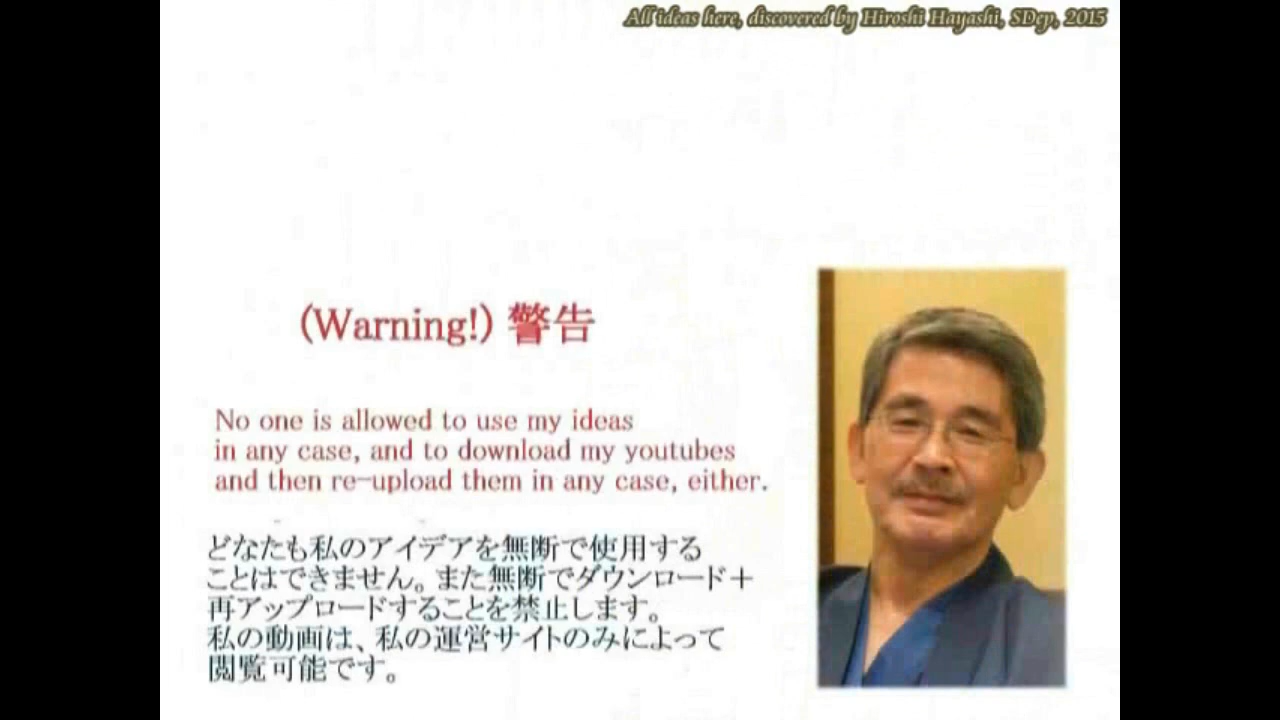 All ideas here, discovered by Hiroshi Hayashi, SDep, 2015
(Warning!) 警告
No one is allowed to use my ideas
in any case, and to download my youtubes
and then re-upload them in any case, either.
どなたも私のアイデアを無断で使用する
ことはできません。また無断でダウンロード＋
再アップロードすることを禁止します。
私の動画は、私の運営サイトのみによって
閲覧可能です。